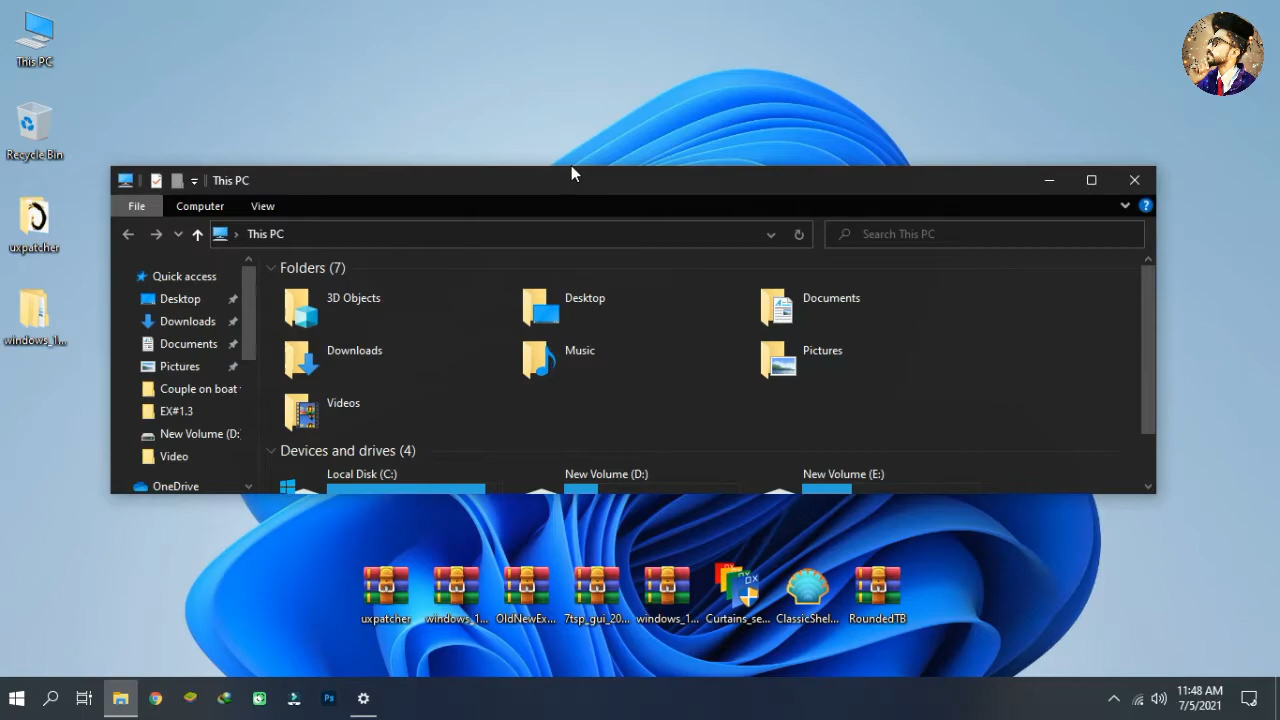 This PC
Recycle Bin
uxpatcher
windows_1...
This PC
File
Computer
View
This PC
Search This PC
Quick access
Desktop
Downloads
Documents
Pictures
Couple on boat
EX#1.3
New Volume (D:
Video
OneDrive
Folders (7)
3D Objects
Desktop
Documents
Downloads
Music
Pictures
Videos
Devices and drives (4)
Local Disk (C:)
New Volume (D:)
New Volume (E:)
uxpatcher
windows_1...
OldNewEx...
7tsp_gui_20...
windows_1...
Curtains_se...
ClassicShel...
RoundedTB
Ps
11:48 AM
7/5/2021